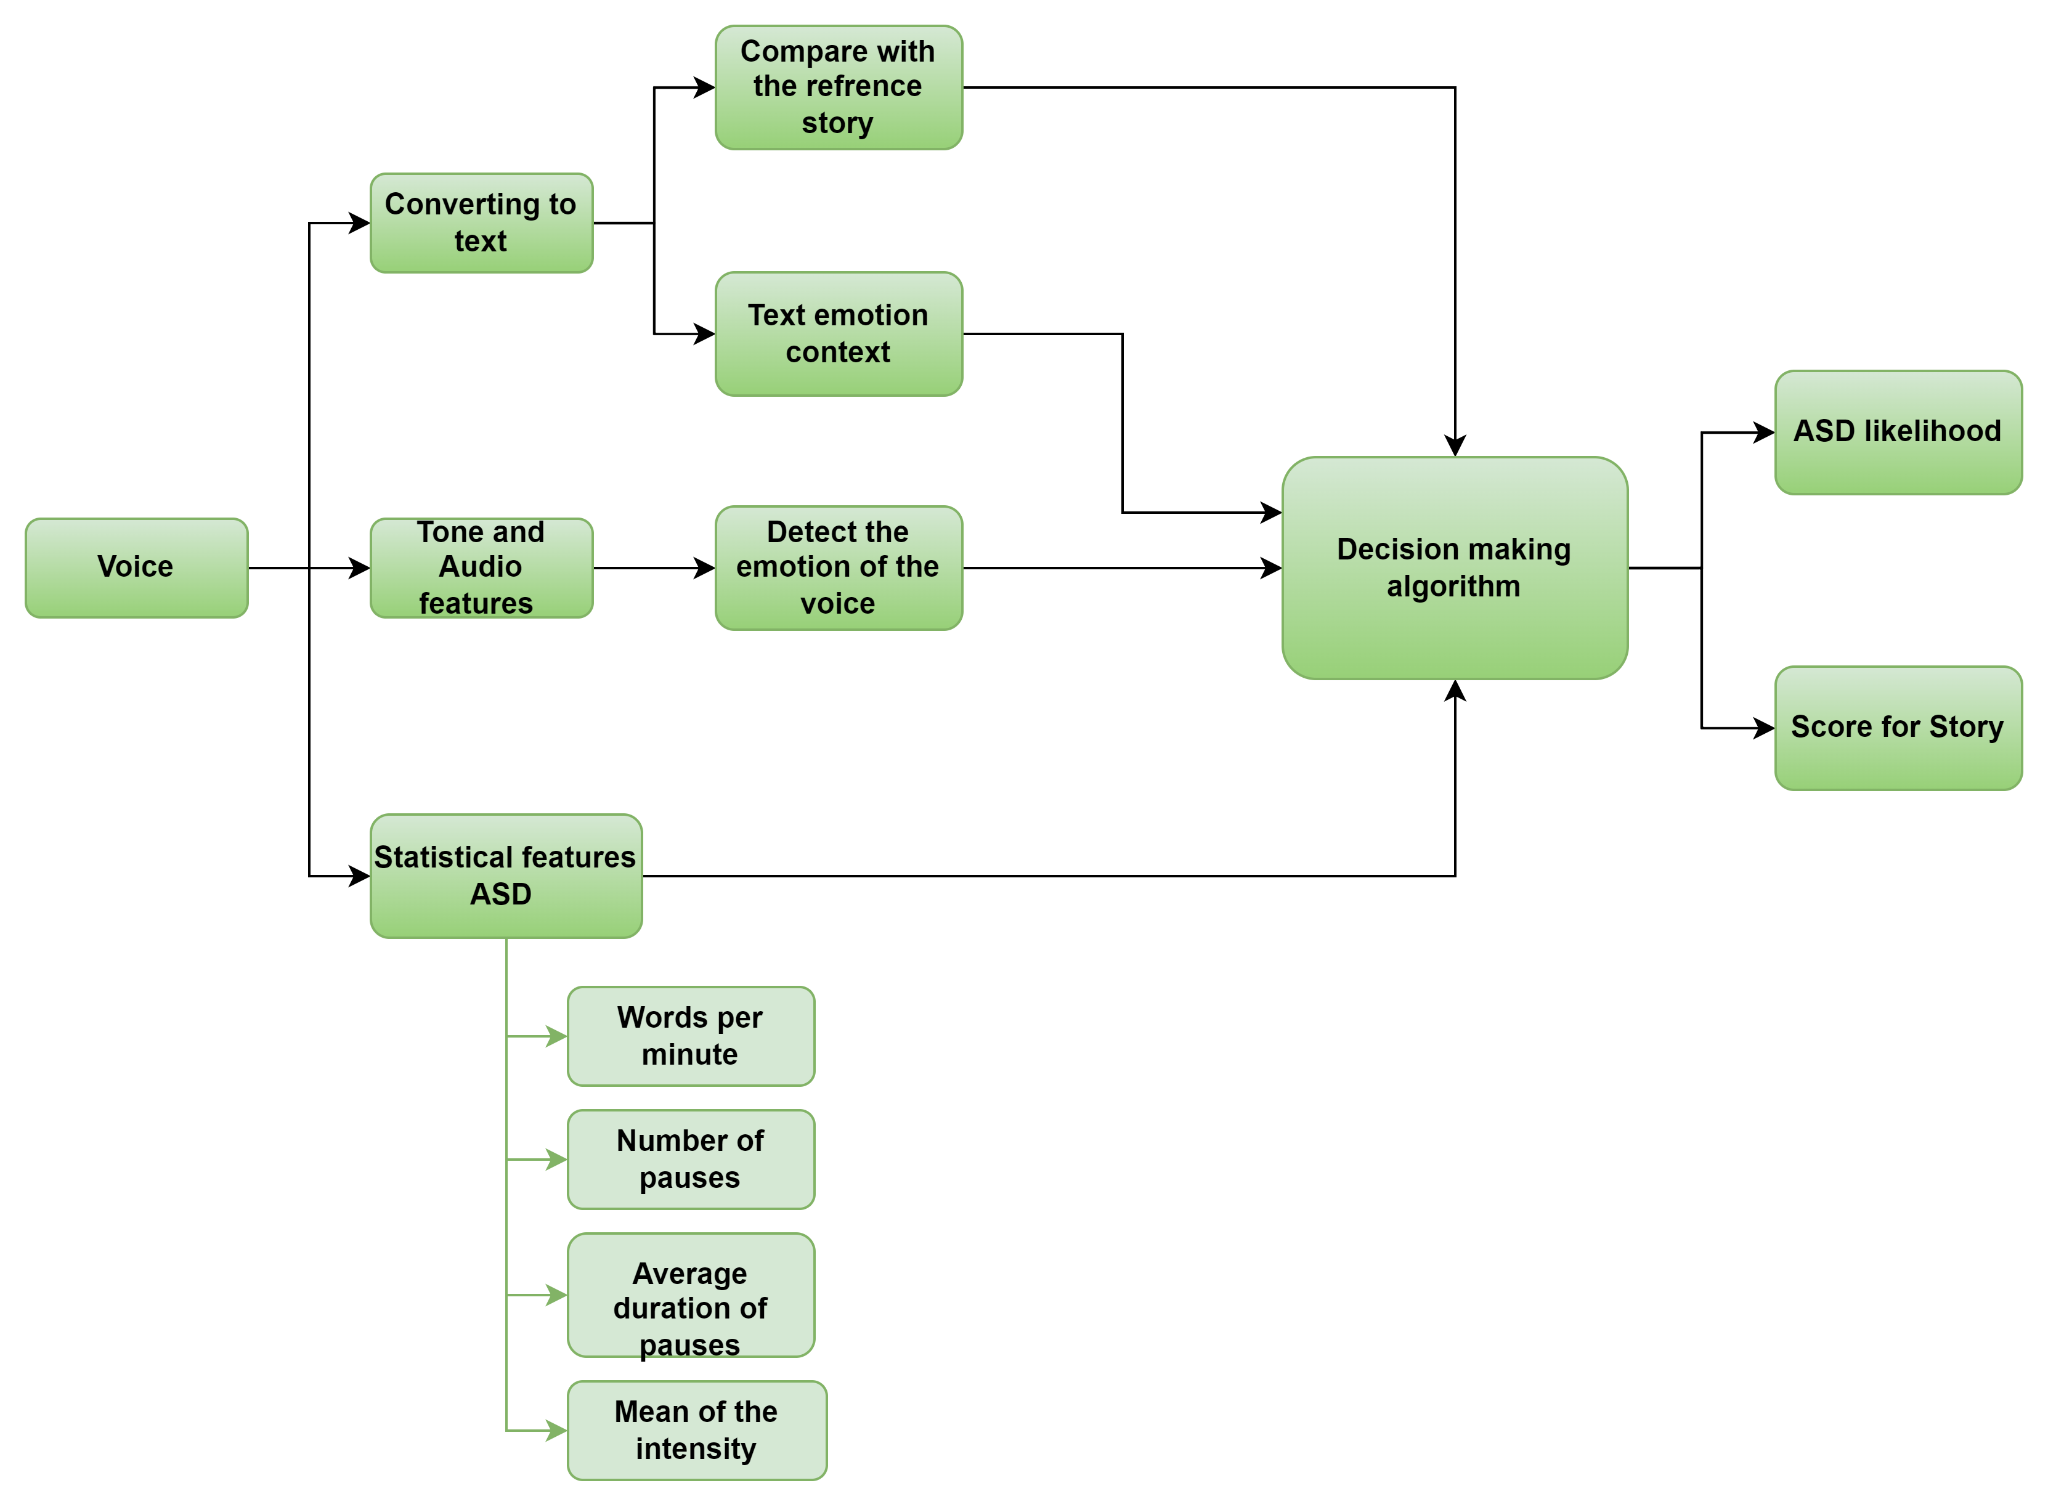 Compare with
the refrence
story
Converting to
text
Text emotion
context
ASD likelihood
Voice
Tone and
Audio
features
Detect the
emotion of the
voice
Decision making
algorithm
Score for Story
Statistical features
ASD
Words per
minute
Number of
pauses
Average
duration of
pauses
Mean of the
intensity